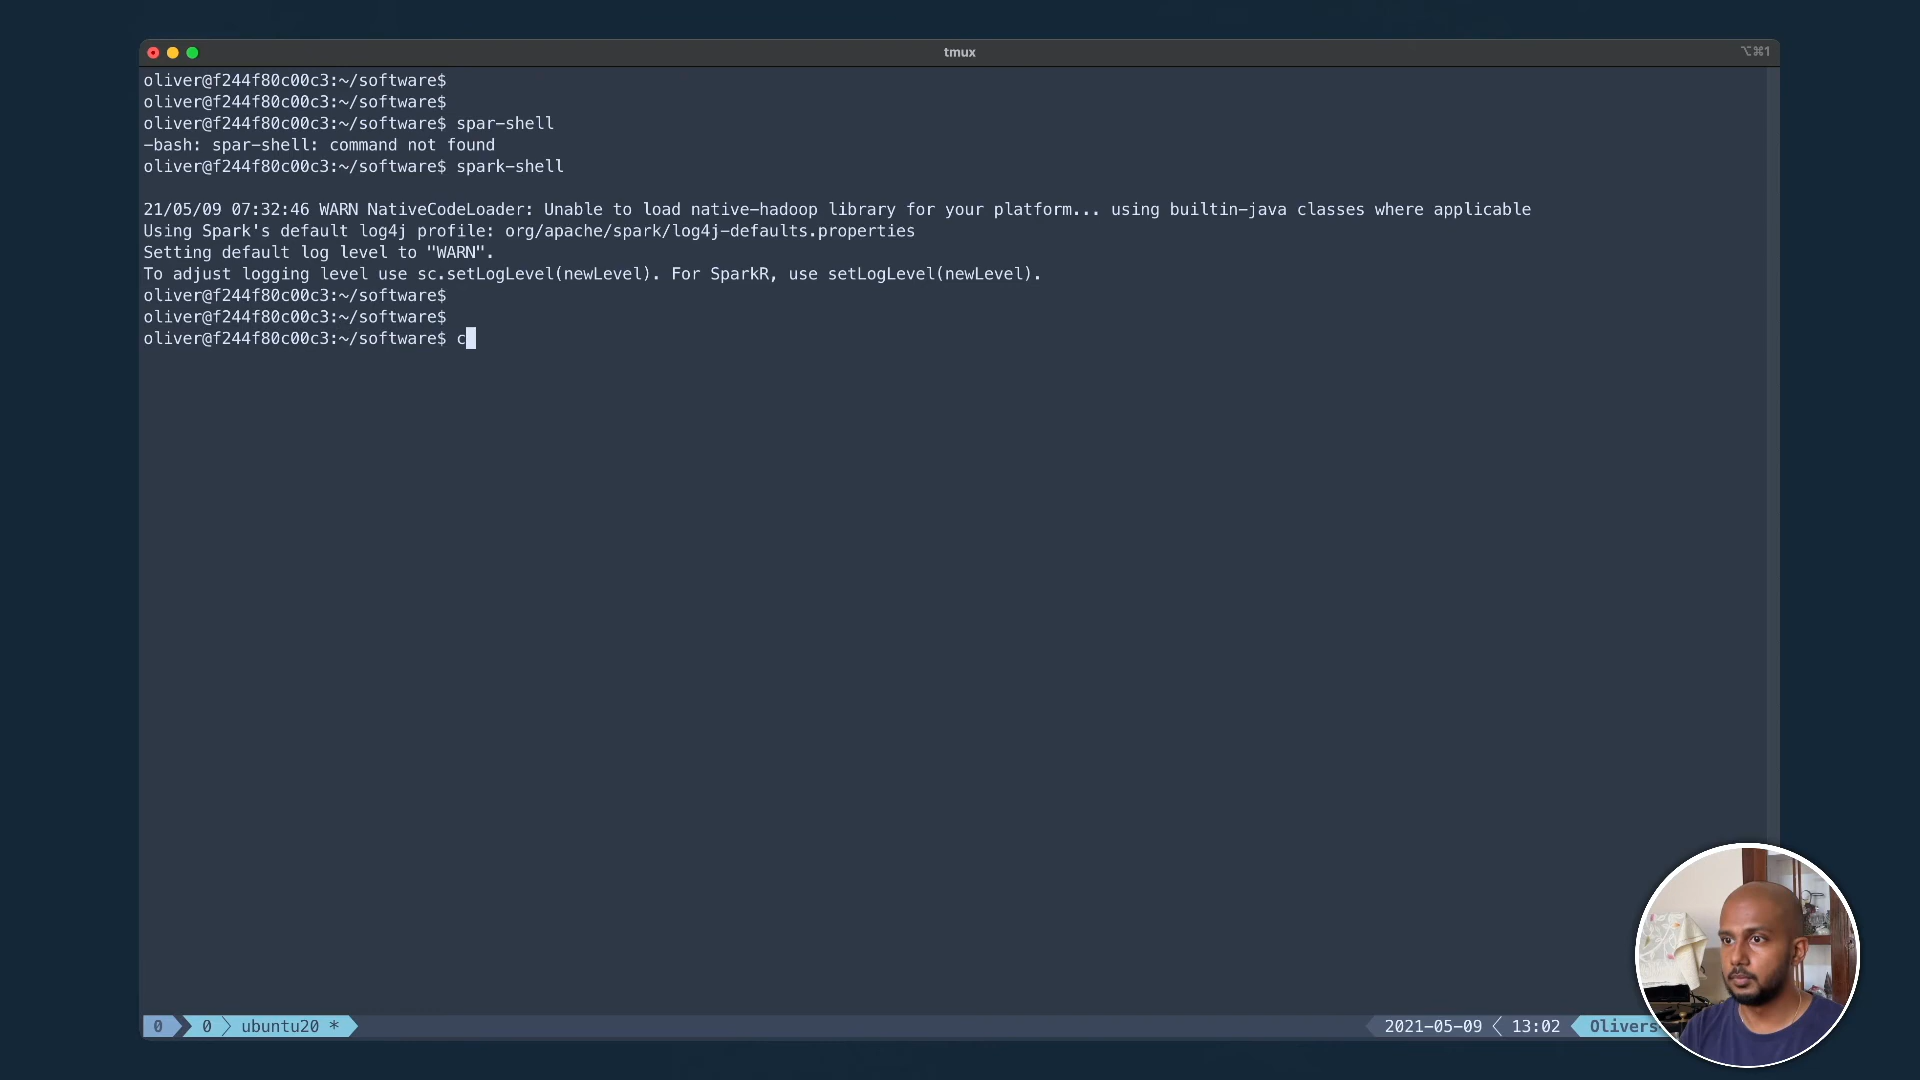 tmux
⌥⌘1
oliver@f244f80c00c3:~/software$
oliver@f244f80c00c3:~/software$
oliver@f244f80c00c3:~/software$ spar-shell
-bash: spar-shell: command not found
oliver@f244f80c00c3:~/software$ spark-shell
21/05/09 07:32:46 WARN NativeCodeLoader: Unable to load native-hadoop library for your platform... using builtin-java classes where applicable
Using Spark's default log4j profile: org/apache/spark/log4j-defaults.properties
Setting default log level to "WARN".
To adjust logging level use sc.setLogLevel(newLevel). For SparkR, use setLogLevel(newLevel).
oliver@f244f80c00c3:~/software$
oliver@f244f80c00c3:~/software$
oliver@f244f80c00c3:~/software$ c
0 0 ubuntu20 * 2021-05-09 13:02 Olivers